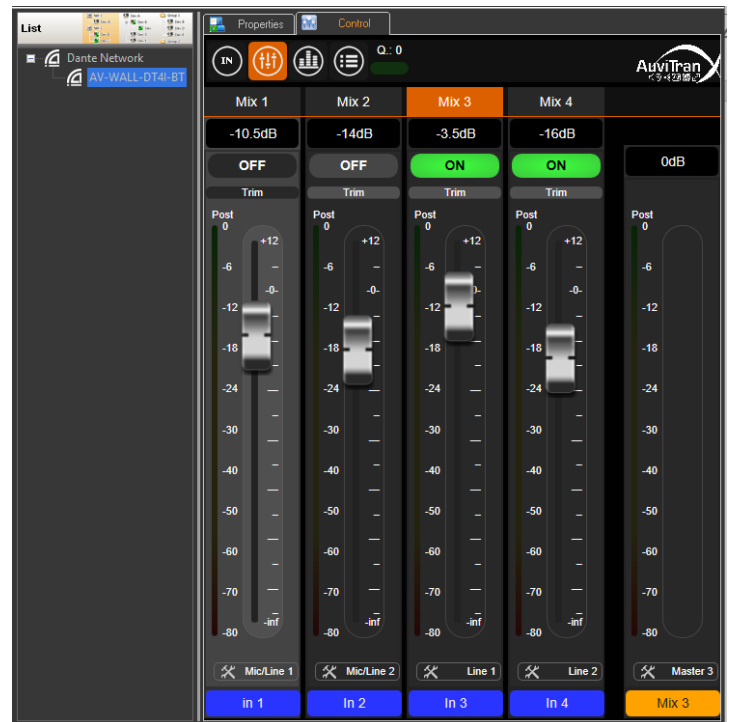 List
Dante Network
AV-WALL-DT4I-BT
Properties
Control
IN
Q.: 0
AuviTran
Mix 1 Mix 2 Mix 3 Mix 4
-10.5dB -14dB -3.5dB -16dB
OFF OFF ON ON 0dB
Trim Trim Trim Trim
Post Post Post Post Post
0 0 0 0 0
+12 +12 +12 +12
-6 -6 -6 -6 -6
-0- -0- -0-
-12 -12 -12 -12 -12
-18 -18 -18 -18 -18
-24 -24 -24 -24 -24
-30 -30 -30 -30 -30
-40 -40 -40 -40 -40
-50 -50 -50 -50 -50
-60 -60 -60 -60 -60
-70 -70 -70 -70 -70
-inf -inf -inf -inf
-80 -80 -80 -80 -80
Mic/Line 1 Mic/Line 2 Line 1 Line 2 Master 3
in 1 In 2 In 3 In 4 Mix 3